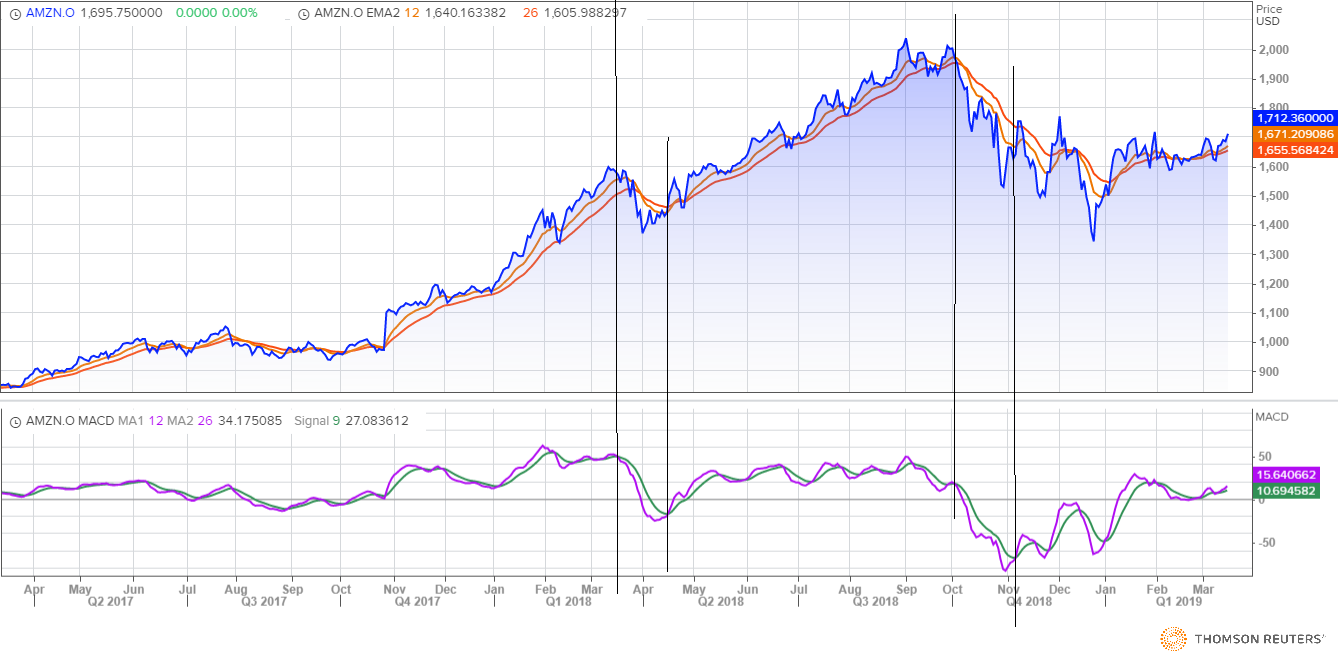 AMZN.O 1,695.750000 0.0000 0.00% AMZN.O EMA2 12 1,640.163382 26 1,605.988297
Price
USD
2,000
1,900
1,800
1,712.360000
1,671.209086
1,655.568424
1,600
1,500
1,400
1,300
1,200
1,100
1,000
900
AMZN.O MACD MA1 12 MA2 26 34.175085 Signal 9 27.083612
MACD
50
15.640662
10.694582
0
-50
Apr May Jun Jul Aug Sep Oct Nov Dec Jan Feb Mar Apr May Jun Jul Aug Sep Oct Nov Dec Jan Feb Mar
Q2 2017 Q3 2017 Q4 2017 Q1 2018 Q2 2018 Q3 2018 Q4 2018 Q1 2019
THOMSON REUTERS